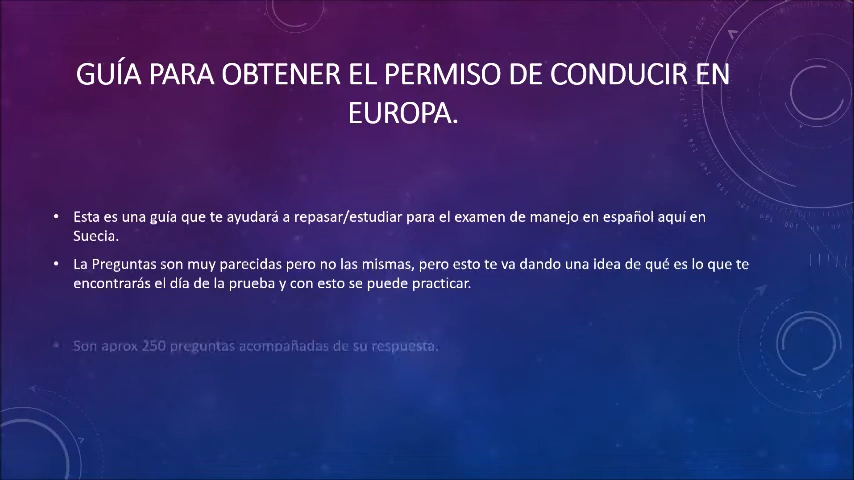 GUÍA PARA OBTENER EL PERMISO DE CONDUCIR EN
EUROPA.
• Esta es una guía que te ayudará a repasar/estudiar para el examen de manejo en español aquí en
Suecia.
• La Preguntas son muy parecidas pero no las mismas, pero esto te va dando una idea de qué es lo que te
encontrarás el día de la prueba y con esto se puede practicar.
• Son aprox 250 preguntas acompañadas de su respuesta.